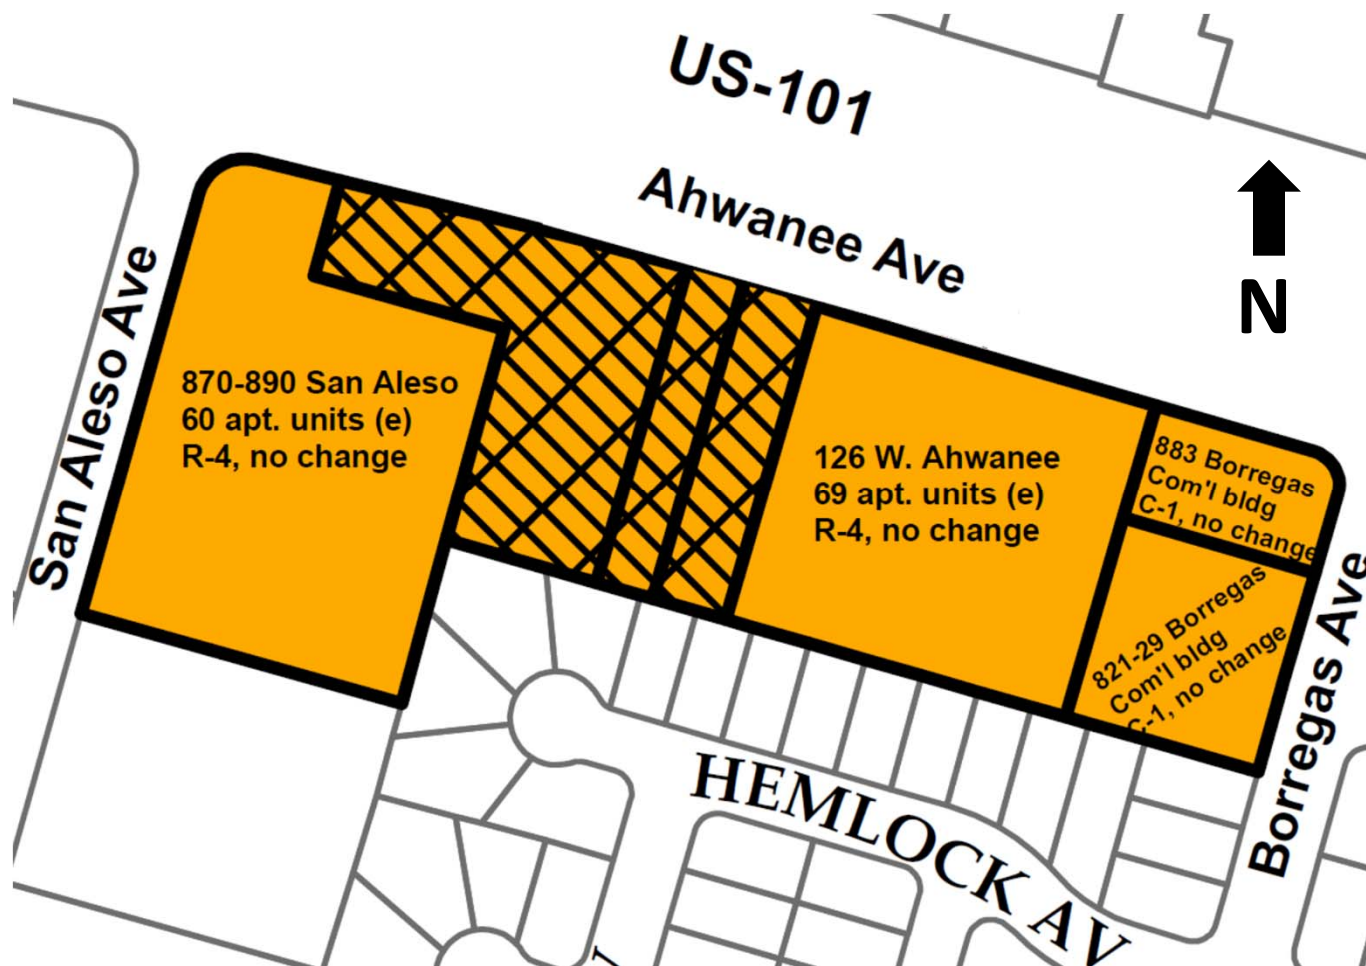 US-101
Ahwanee Ave
N
San Aleso Ave
870-890 San Aleso
60 apt. units (e)
R-4, no change
126 W. Ahwanee
69 apt. units (e)
R-4, no change
883 Borregas
Com'l bldg
C-1, no change
821-29 Borregas
Com'l bldg
C-1, no change
Borregas Ave
HEMLOCK AV